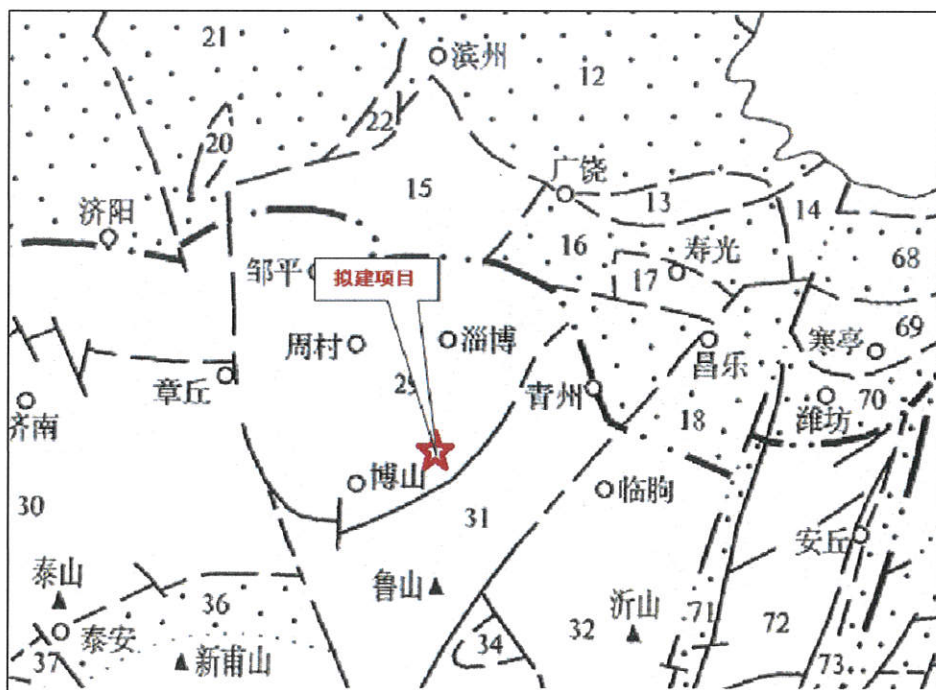 21
滨州
12
20
22
广饶
15
13
14
济阳
16
寿光
68
邹平
17
拟建项目
69
周村
淄博
昌乐
寒亭
章丘
29
青州
70
济南
18
潍坊
博山
临朐
30
31
安丘
泰山
鲁山
沂山
36
71
72
泰安
34
32
37
新甫山
73